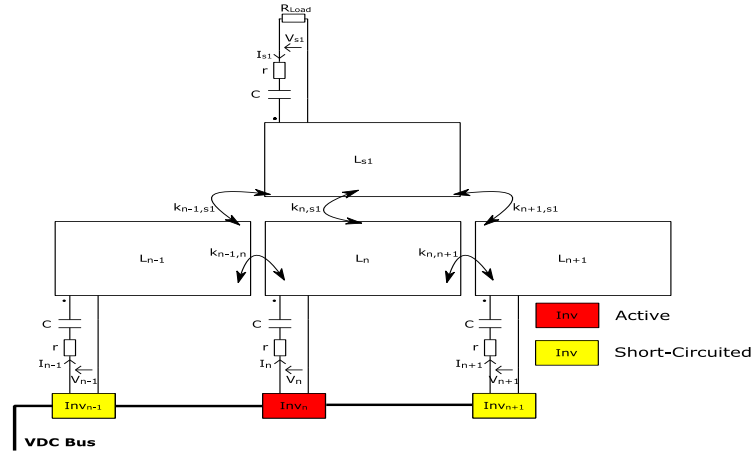 RLoad
Vs1
Is1
r
C
Ls1
kn-1,s1
kn,s1
kn+1,s1
Ln-1
kn-1,n
Ln
kn,n+1
Ln+1
C
C
C
Inv
Active
r
r
r
In-1
In
In+1
Inv
Short-Circuited
Vn-1
Vn
Vn+1
Invn-1
Invn
Invn+1
VDC Bus